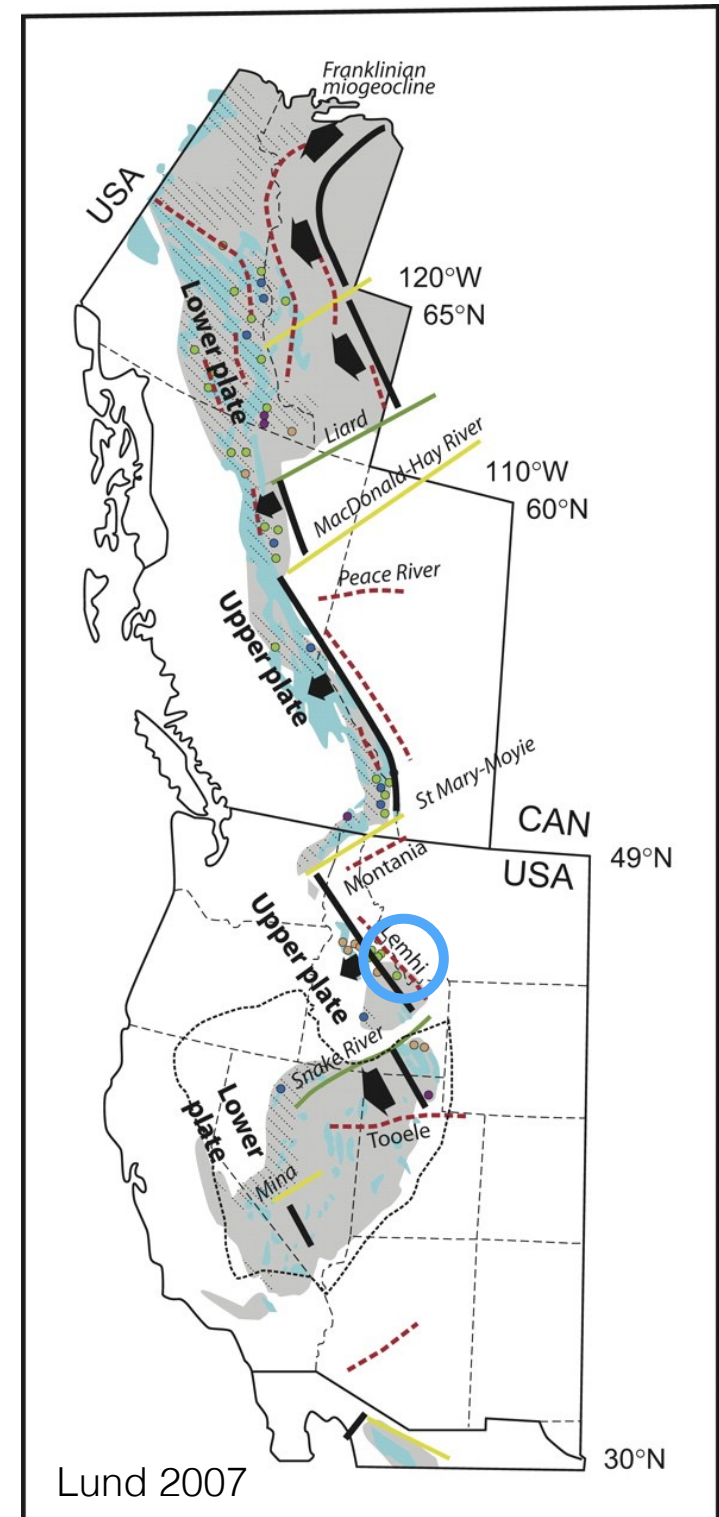 Franklinian
miogeocline
USA
120°W
65°N
Lower plate
Liard
MacDonald-Hay River
110°W
60°N
Peace River
Upper plate
St Mary-Moyie
CAN
USA
49°N
Montania
Upper plate
Lemhi
Snake River
Lower
plate
Tooele
Mina
30°N
Lund 2007